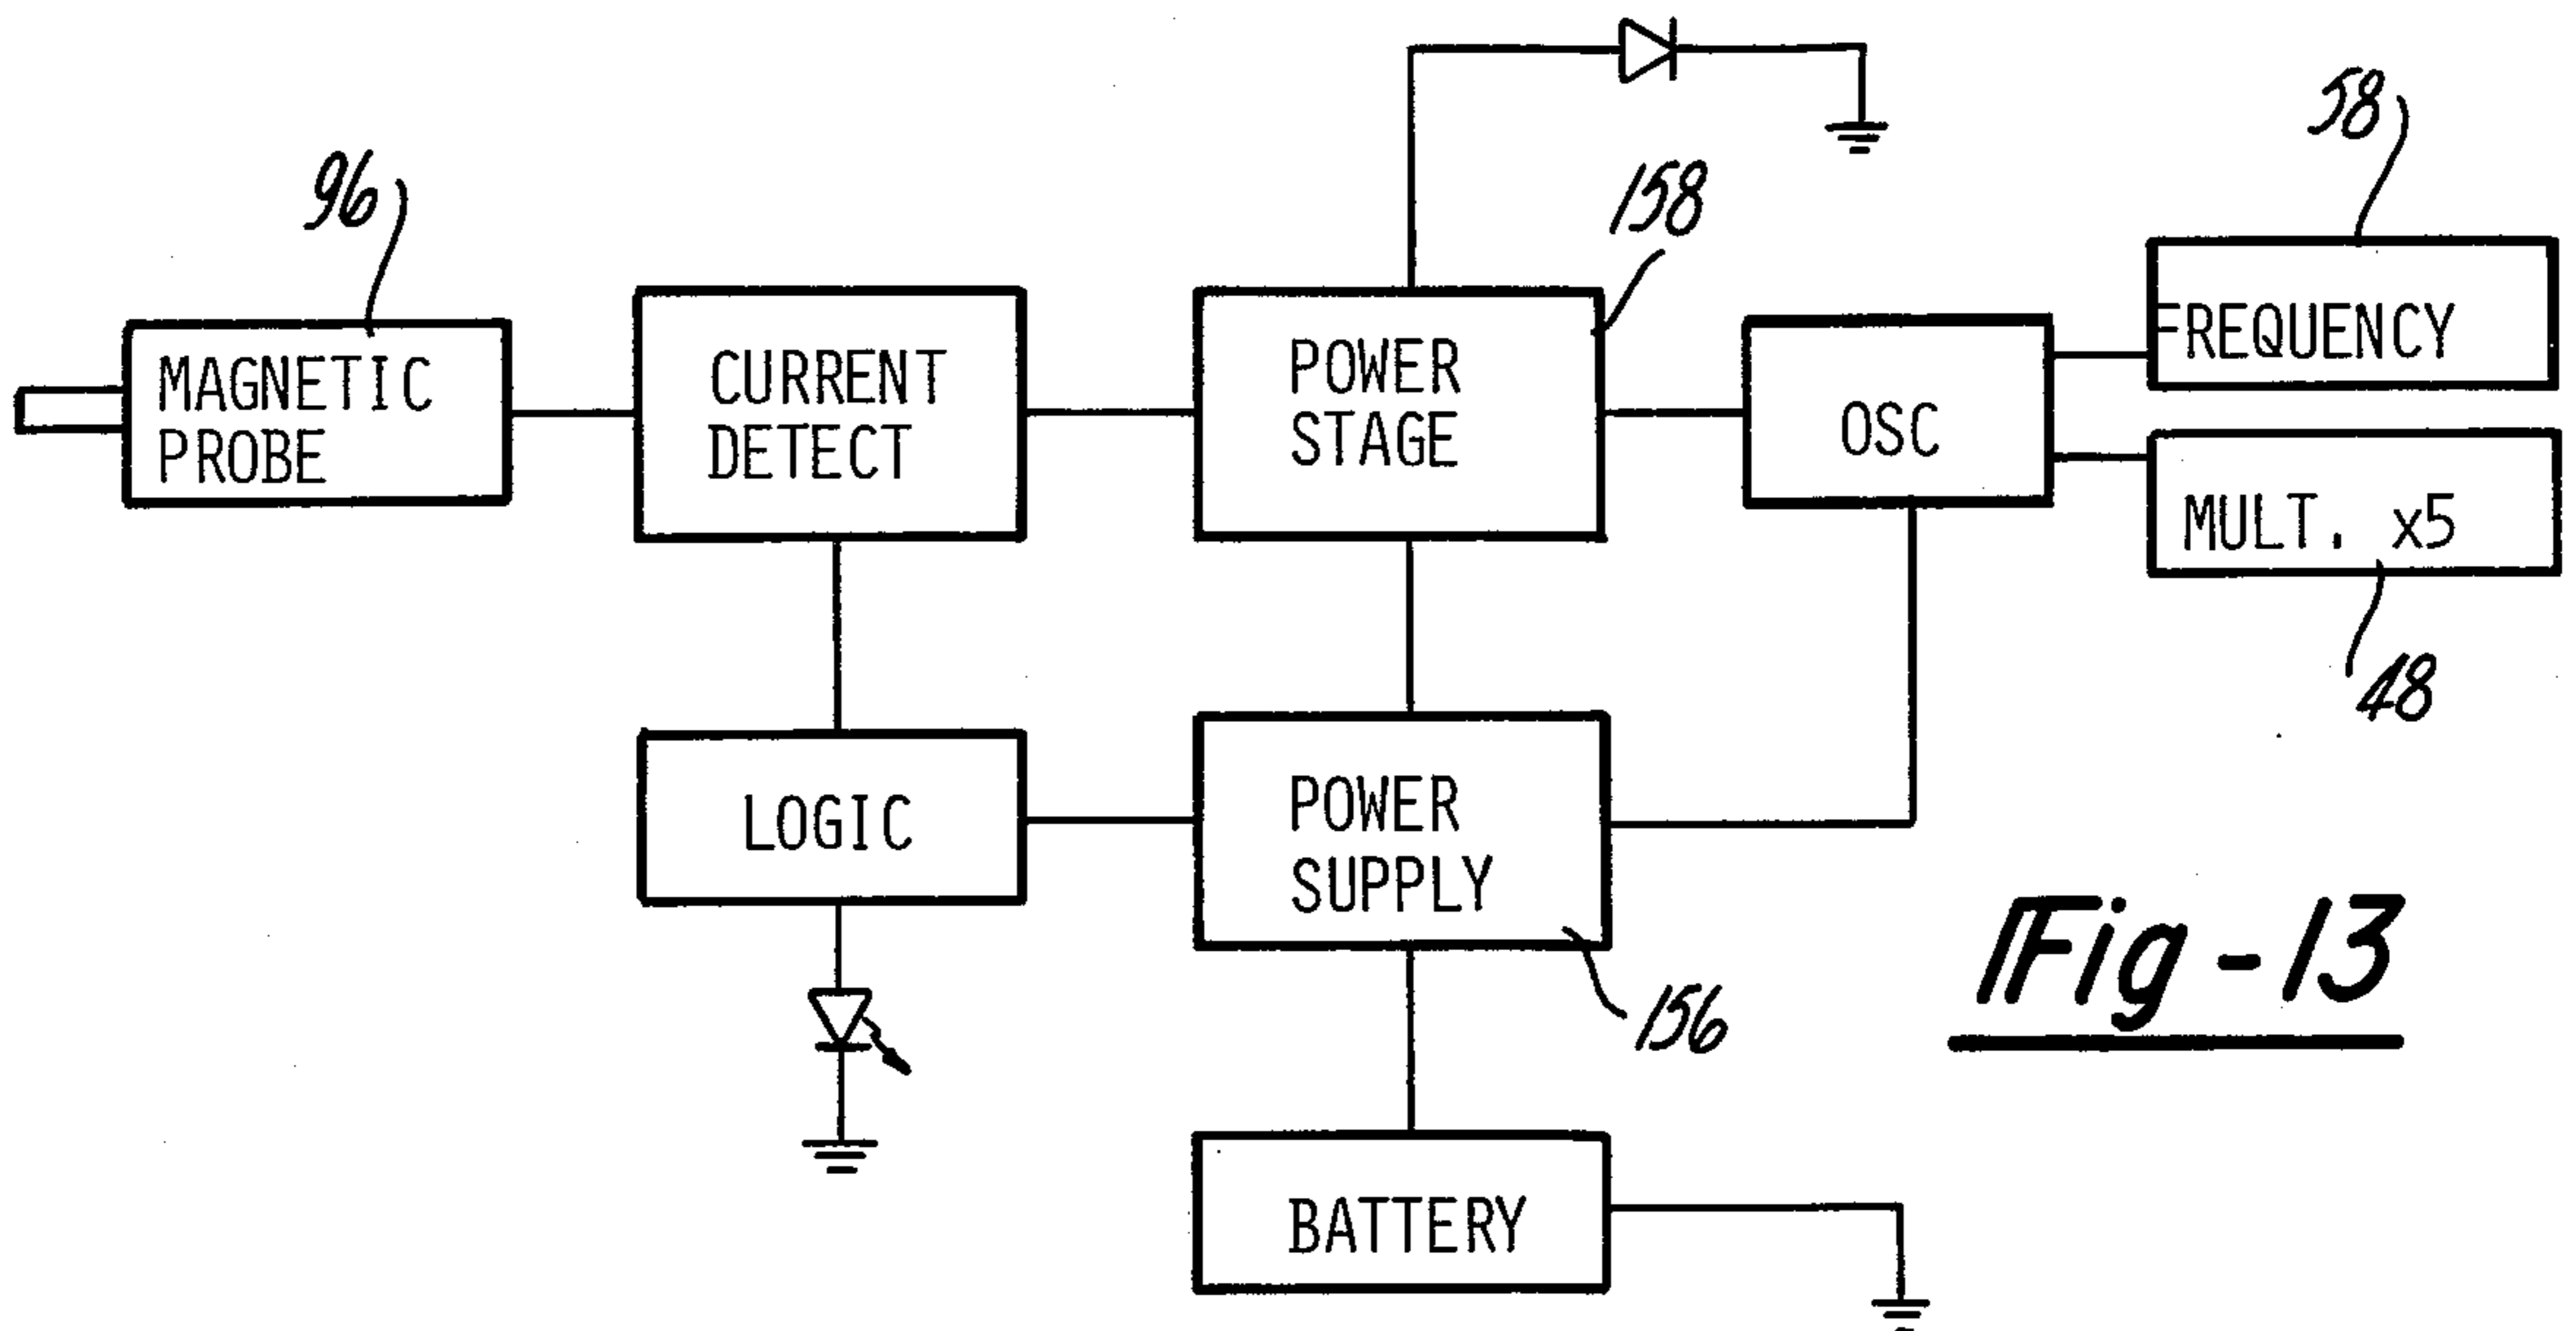 58
158
96
FREQUENCY
MAGNETIC
PROBE
CURRENT
DETECT
POWER
STAGE
OSC
MULT. x5
48
LOGIC
POWER
SUPPLY
156
Fig-13
BATTERY